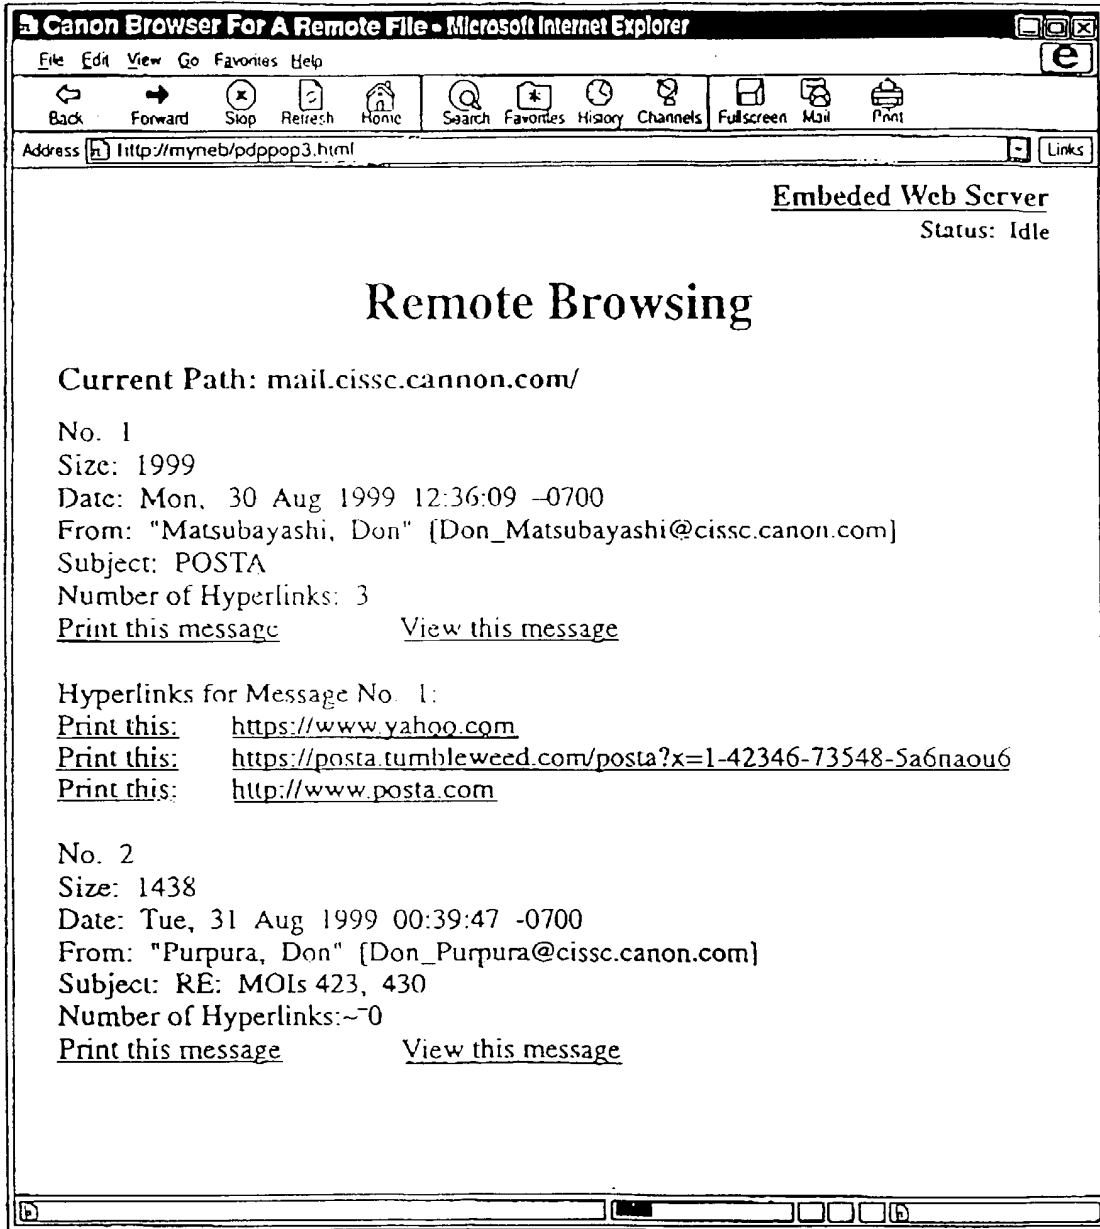 Canon Browser For A Remote File - Microsoft Internet Explorer
File Edit View Go Favorites Help
Back Forward Stop Refresh Home Search Favorites History Channels Fullscreen Mail Print
Address http://myneb/pdppop3.html Links
Embeded Web Server
Status: Idle
Remote Browsing
Current Path: mail.cissc.cannon.com/
No. 1
Size: 1999
Date: Mon, 30 Aug 1999 12:36:09 -0700
From: "Matsubayashi, Don" [Don_Matsubayashi@cissc.canon.com]
Subject: POSTA
Number of Hyperlinks: 3
Print this message View this message
Hyperlinks for Message No. 1:
Print this: https://www.yahoo.com
Print this: https://posta.tumbleweed.com/posta?x=1-42346-73548-5a6naou6
Print this: http://www.posta.com
No. 2
Size: 1438
Date: Tue, 31 Aug 1999 00:39:47 -0700
From: "Purpura, Don" [Don_Purpura@cissc.canon.com]
Subject: RE: MOIs 423, 430
Number of Hyperlinks:~¯0
Print this message View this message